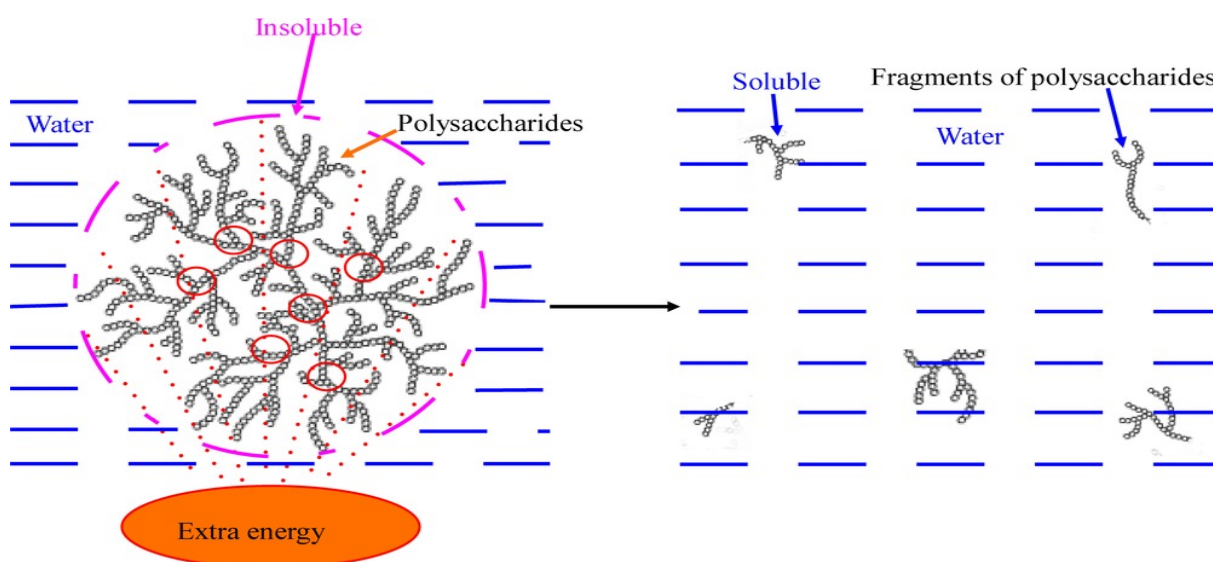 Insoluble
Water
Polysaccharides
Extra energy
Soluble
Fragments of polysaccharides
Water